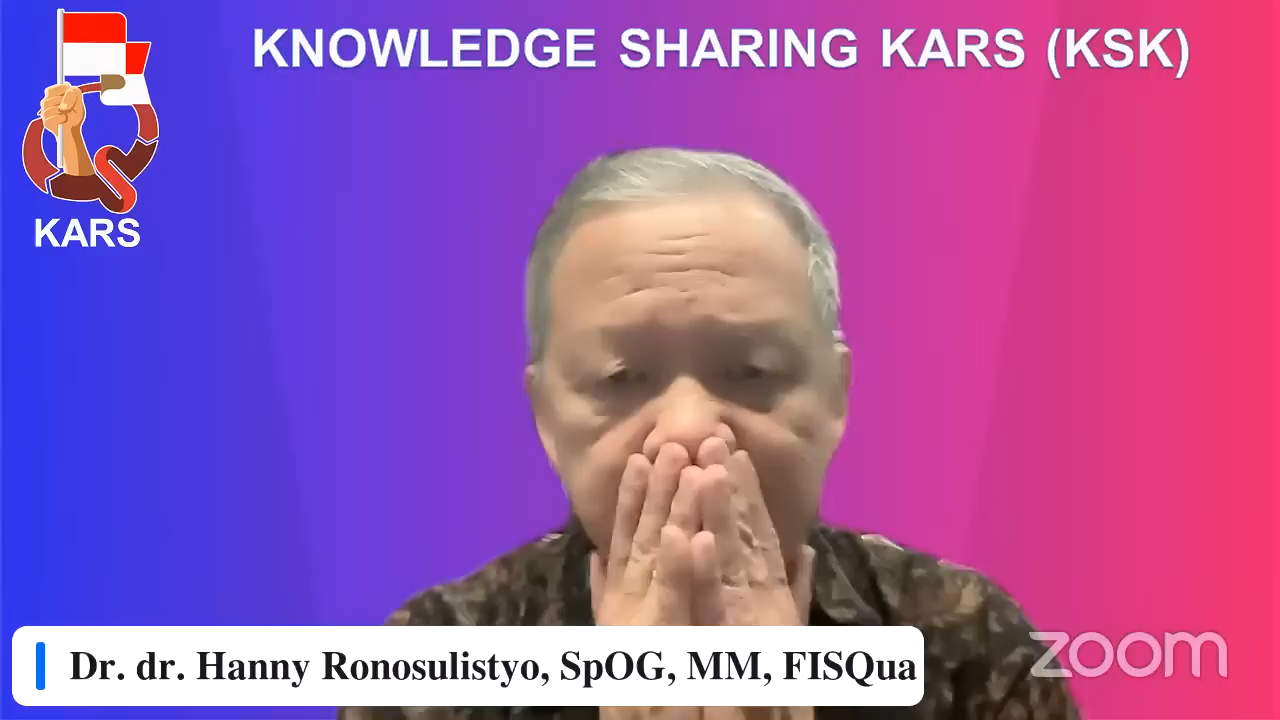 KNOWLEDGE SHARING KARS (KSK)
KARS
Dr. dr. Hanny Ronosulistyo, SpOG, MM, FISQua
zoom